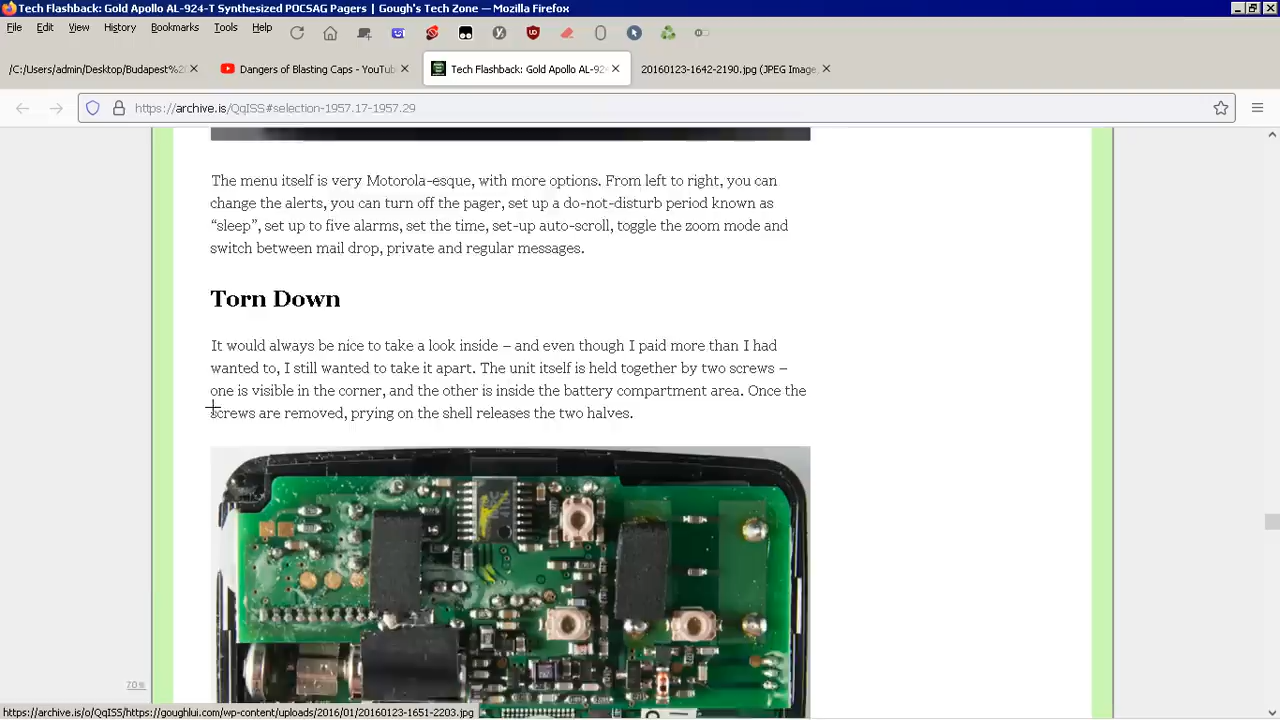 Tech Flashback: Gold Apollo AL-924-T Synthesized POCSAG Pagers | Gough's Tech Zone — Mozilla Firefox
File Edit View History Bookmarks Tools Help
/C:/Users/admin/Desktop/Budapest%2
Dangers of Blasting Caps - YouTub
Tech Flashback: Gold Apollo AL-92
20160123-1642-2190.jpg (JPEG Image
https://archive.is/QqISS#selection-1957.17-1957.29
The menu itself is very Motorola-esque, with more options. From left to right, you can
change the alerts, you can turn off the pager, set up a do-not-disturb period known as
“sleep”, set up to five alarms, set the time, set-up auto-scroll, toggle the zoom mode and
switch between mail drop, private and regular messages.
Torn Down
It would always be nice to take a look inside – and even though I paid more than I had
wanted to, I still wanted to take it apart. The unit itself is held together by two screws –
one is visible in the corner, and the other is inside the battery compartment area. Once the
screws are removed, prying on the shell releases the two halves.
70%
https://archive.is/o/QqISS/https://goughlui.com/wp-content/uploads/2016/01/20160123-1651-2203.jpg